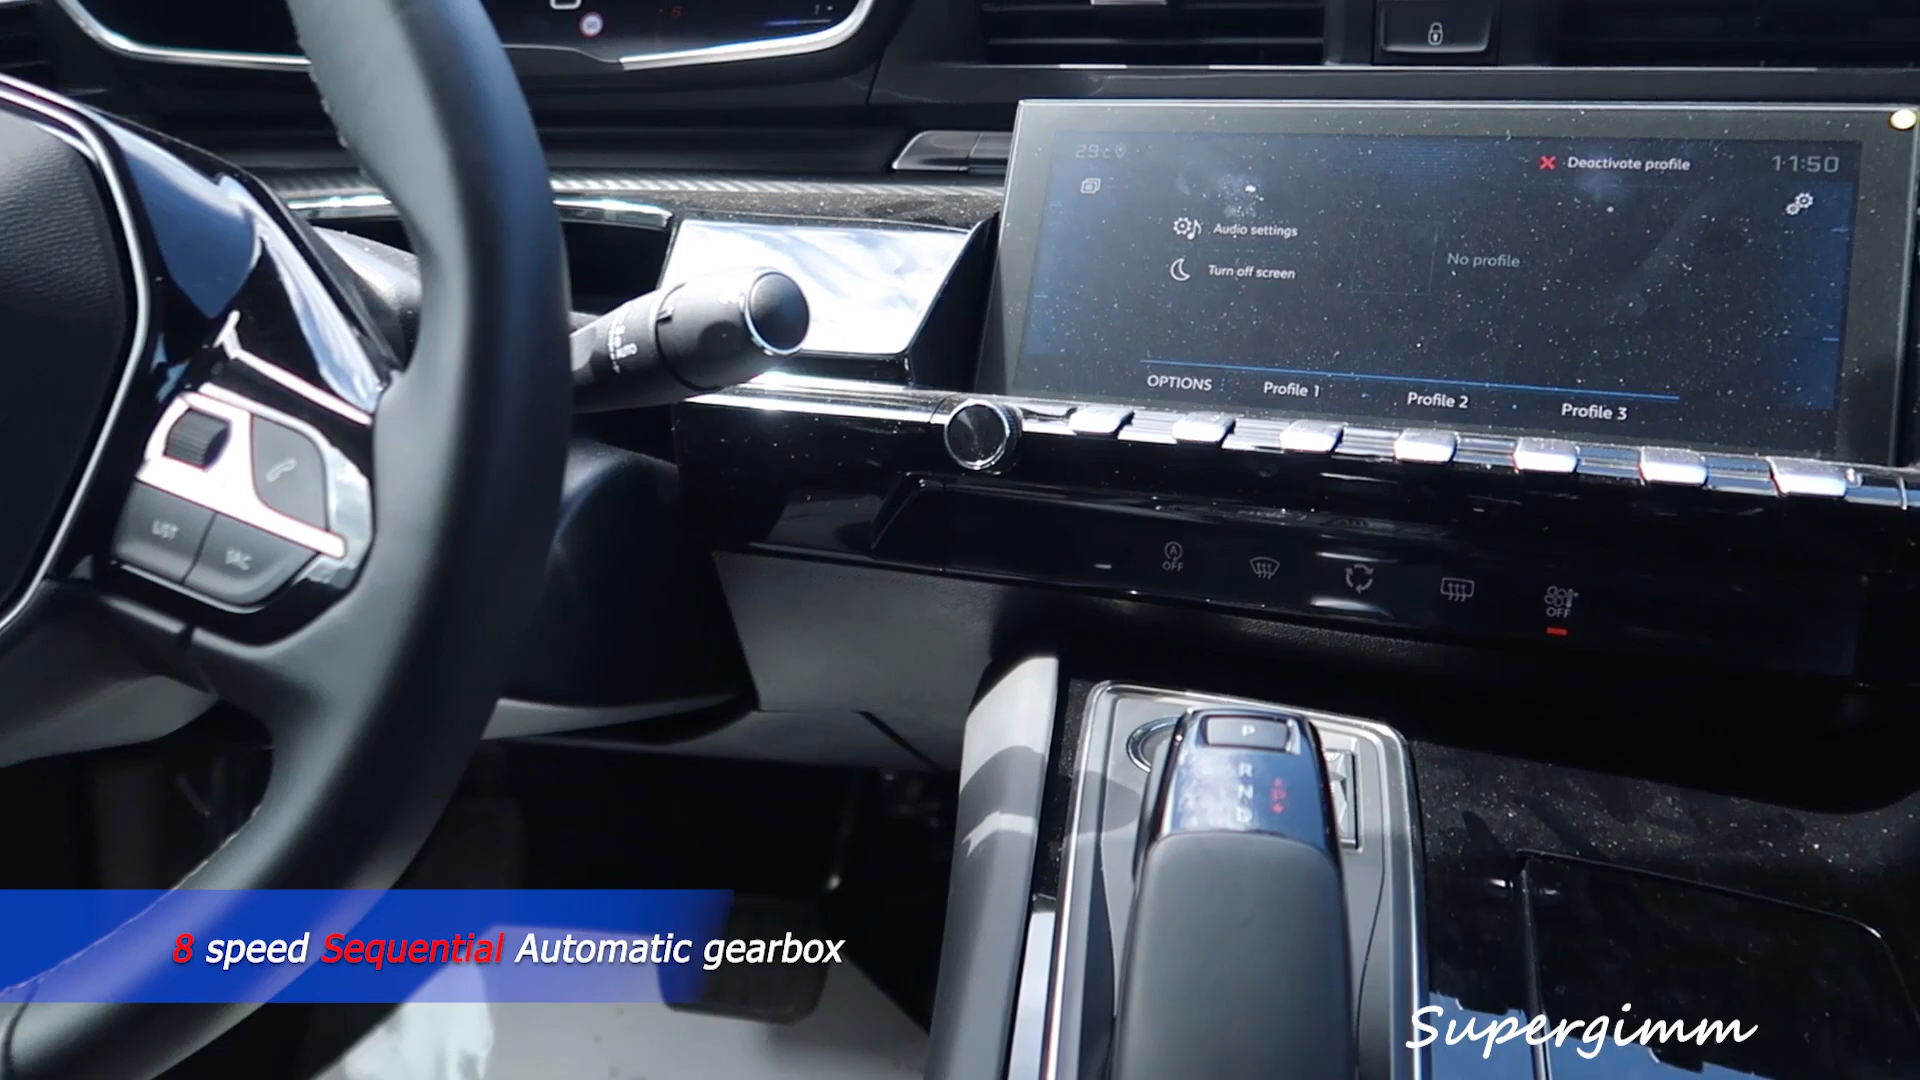 29°C
Deactivate profile
11:50
Audio settings
Turn off screen
No profile
OPTIONS
Profile 1
Profile 2
Profile 3
AUTO
LIST
A
OFF
OFF
P
R
N
D
8 speed Sequential Automatic gearbox
Supergimm